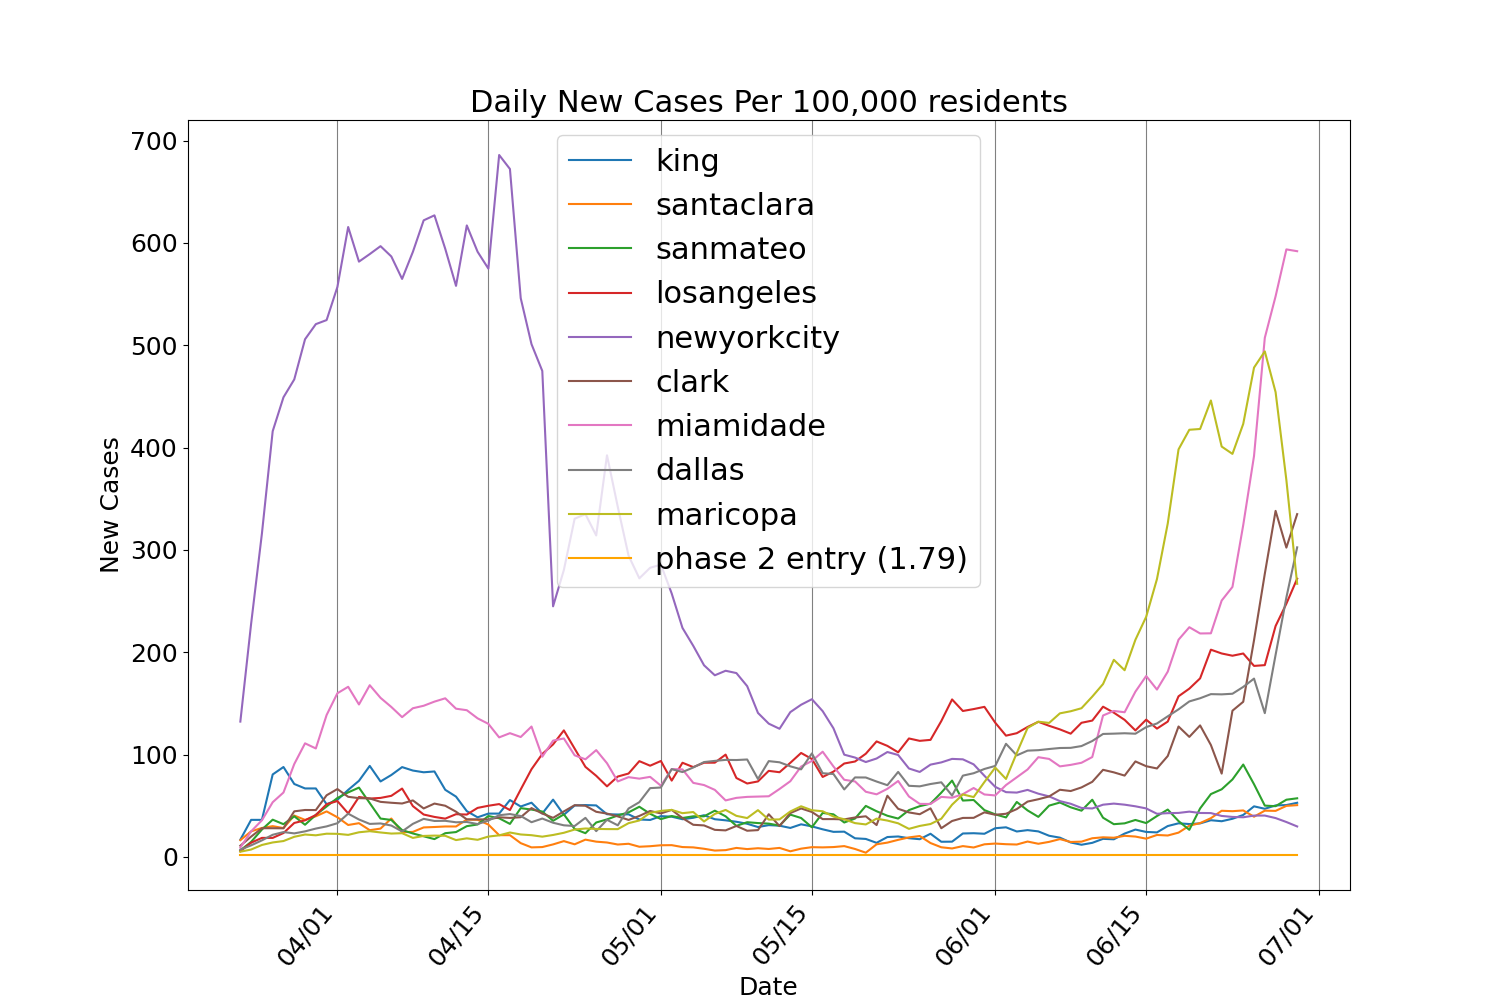 Daily New Cases Per 100,000 residents
700
600
500
400
300
200
100
0
New Cases
king
santaclara
sanmateo
losangeles
newyorkcity
clark
miamidade
dallas
maricopa
phase 2 entry (1.79)
04/01
04/15
05/01
05/15
06/01
06/15
07/01
Date